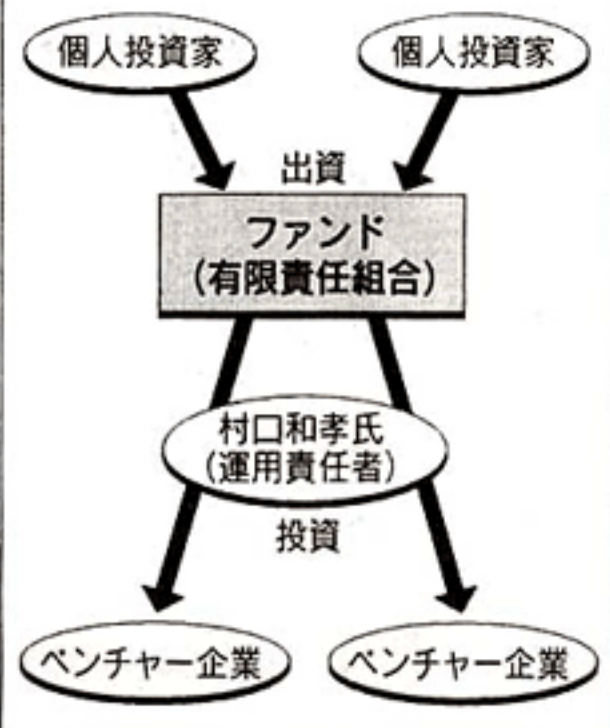 個人投資家
個人投資家
出資
ファンド
(有限責任組合)
村口和孝氏
(運用責任者)
投資
ベンチャー企業
ベンチャー企業